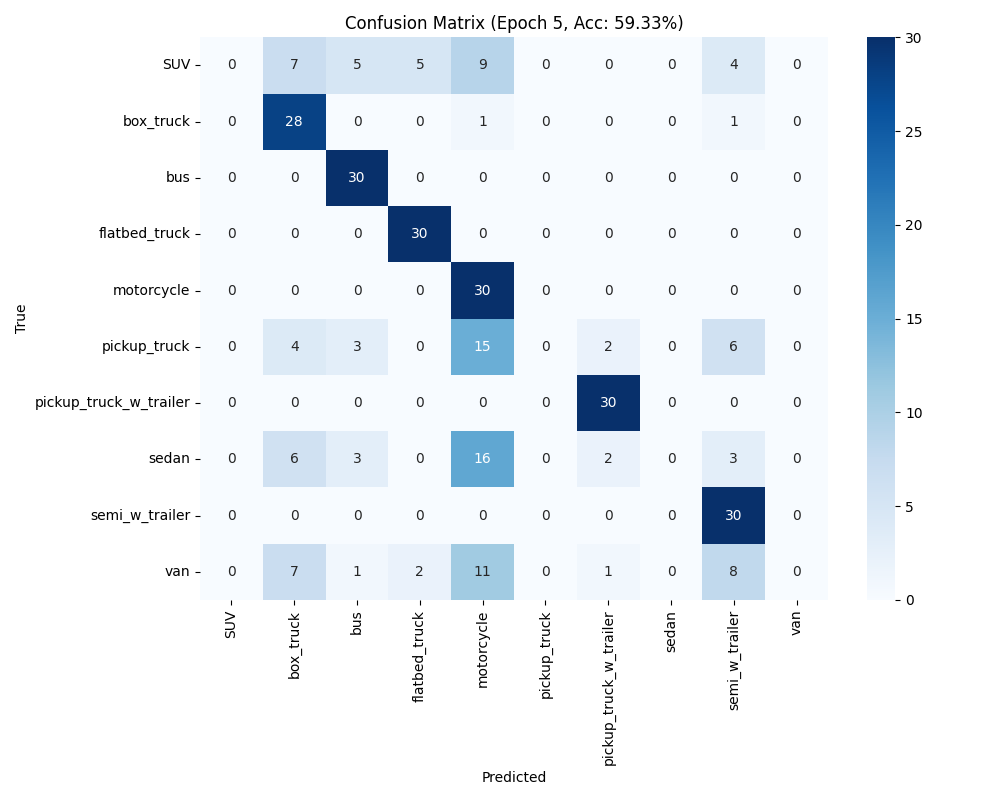 Confusion Matrix (Epoch 5, Acc: 59.33%)
SUV 0 7 5 5 9 0 0 0 4 0
box_truck 0 28 0 0 1 0 0 0 1 0
bus 0 0 30 0 0 0 0 0 0 0
flatbed_truck 0 0 0 30 0 0 0 0 0 0
motorcycle 0 0 0 0 30 0 0 0 0 0
pickup_truck 0 4 3 0 15 0 2 0 6 0
pickup_truck_w_trailer 0 0 0 0 0 0 30 0 0 0
sedan 0 6 3 0 16 0 2 0 3 0
semi_w_trailer 0 0 0 0 0 0 0 0 30 0
van 0 7 1 2 11 0 1 0 8 0
True
SUV
box_truck
bus
flatbed_truck
motorcycle
pickup_truck
pickup_truck_w_trailer
sedan
semi_w_trailer
van
Predicted
30
25
20
15
10
5
0